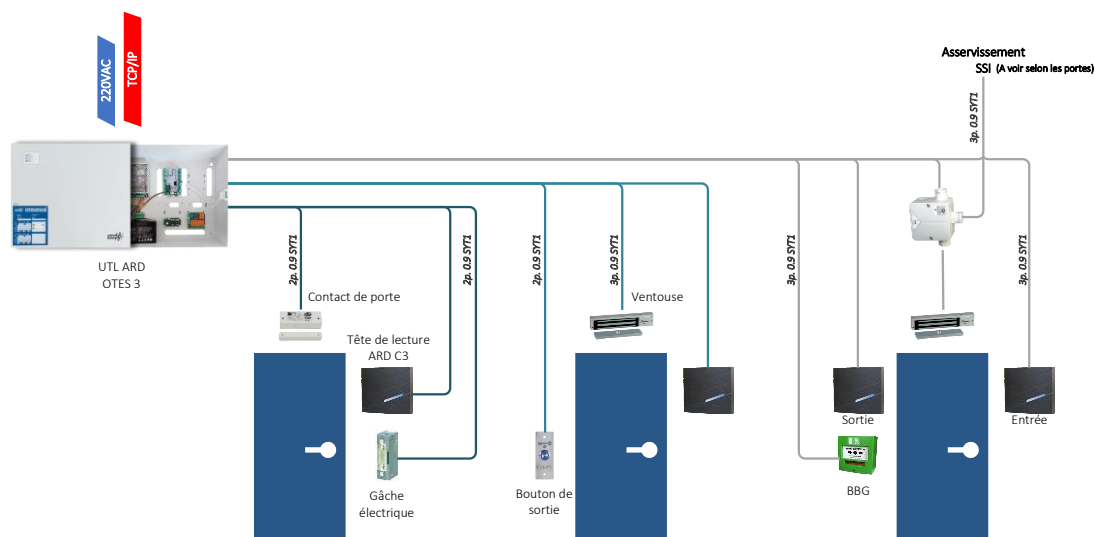 220VAC
TCP/IP
Asservissement
SSI (A voir selon les portes)
3p. 0.9 SYT1
UTL ARD
OTES 3
2p. 0.9 SYT1
2p. 0.9 SYT1
2p. 0.9 SYT1
3p. 0.9 SYT1
3p. 0.9 SYT1
3p. 0.9 SYT1
Contact de porte
Ventouse
Tête de lecture
ARD C3
Sortie
Entrée
Gâche
électrique
Bouton de
sortie
BBG